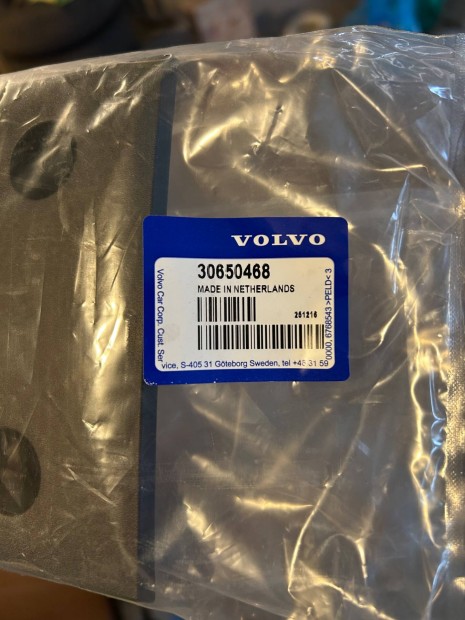 VOLVO
30650468
MADE IN NETHERLANDS
251216
Volvo Car Corp. Cust. Ser
vice, S-405 31 Göteborg Sweden, tel +46 31 59
0000, 6768543 >PELD< 3